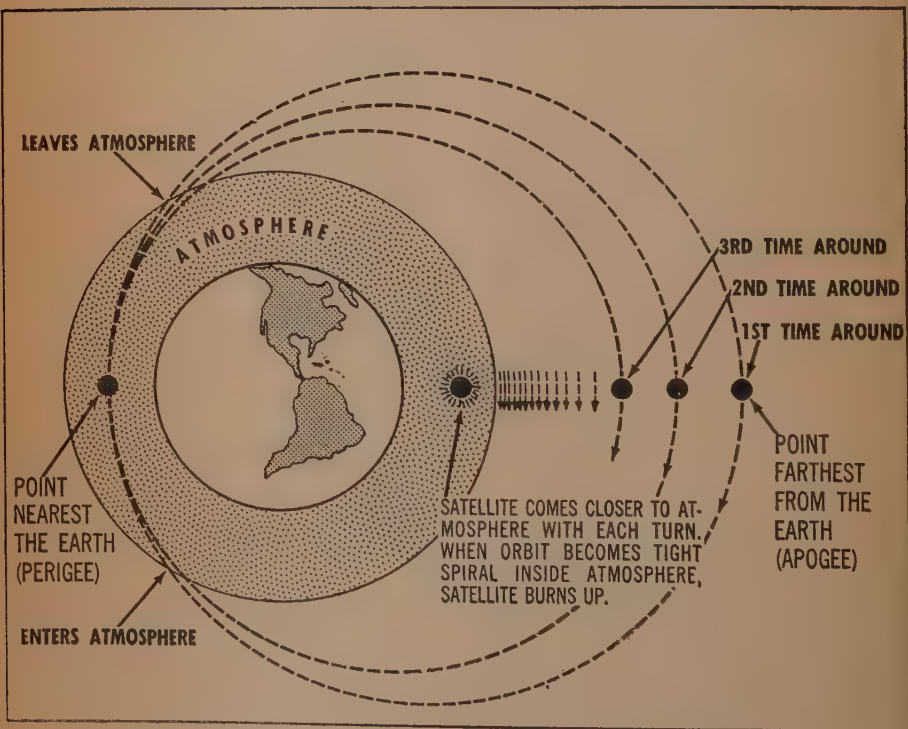 LEAVES ATMOSPHERE
ATMOSPHERE
3RD TIME AROUND
2ND TIME AROUND
1ST TIME AROUND
POINT
NEAREST
THE EARTH
(PERIGEE)
POINT
FARTHEST
FROM THE
EARTH
(APOGEE)
SATELLITE COMES CLOSER TO AT-
MOSPHERE WITH EACH TURN.
WHEN ORBIT BECOMES TIGHT
SPIRAL INSIDE ATMOSPHERE,
SATELLITE BURNS UP.
ENTERS ATMOSPHERE